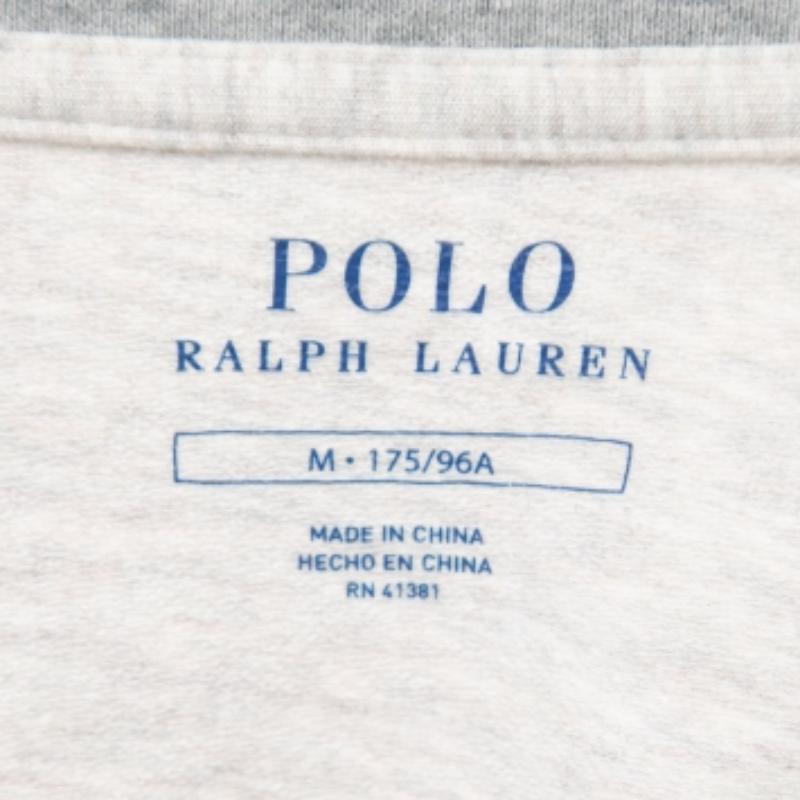 POLO
RALPH LAUREN
M • 175/96A
MADE IN CHINA
HECHO EN CHINA
RN 41381